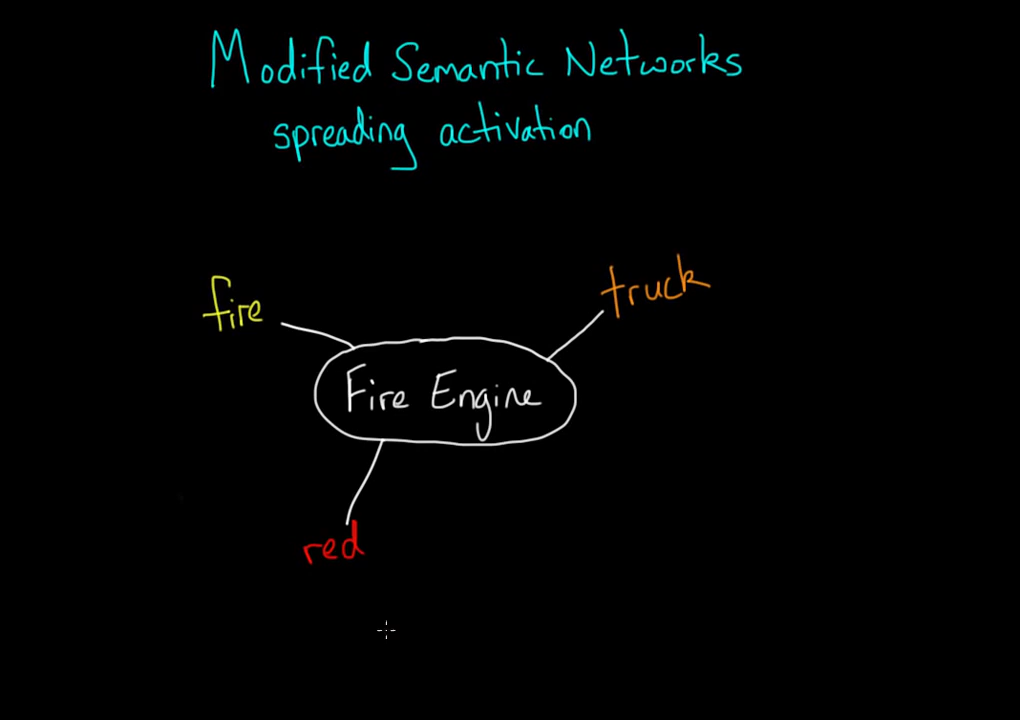 Modified Semantic Networks
spreading activation
truck
fire
Fire Engine
red